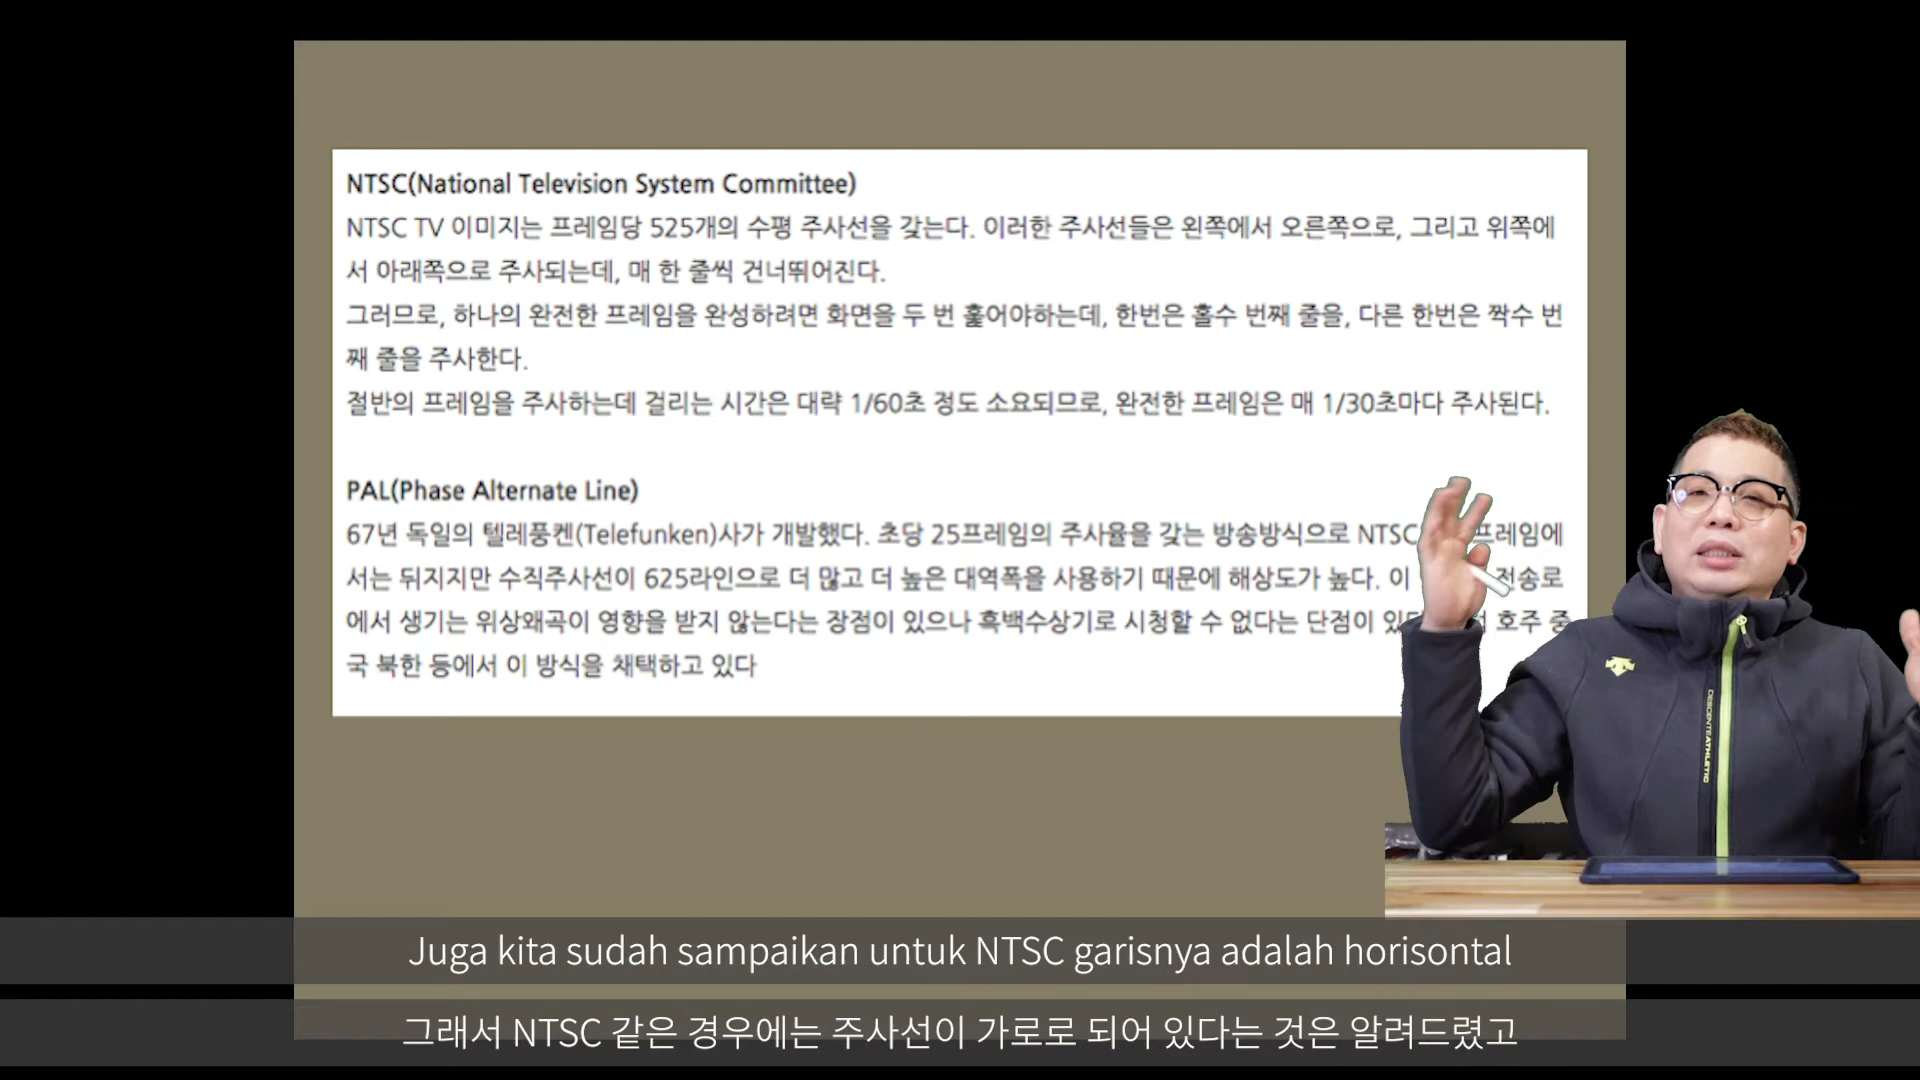 NTSC(National Television System Committee)
NTSC TV 이미지는 프레임당 525개의 수평 주사선을 갖는다. 이러한 주사선들은 왼쪽에서 오른쪽으로, 그리고 위쪽에
서 아래쪽으로 주사되는데, 매 한 줄씩 건너뛰어진다.
그러므로, 하나의 완전한 프레임을 완성하려면 화면을 두 번 훑어야하는데, 한번은 홀수 번째 줄을, 다른 한번은 짝수 번
째 줄을 주사한다.
절반의 프레임을 주사하는데 걸리는 시간은 대략 1/60초 정도 소요되므로, 완전한 프레임은 매 1/30초마다 주사된다.
PAL(Phase Alternate Line)
67년 독일의 텔레풍켄(Telefunken)사가 개발했다. 초당 25프레임의 주사율을 갖는 방송방식으로 NTSC 프레임에
서는 뒤지지만 수직주사선이 625라인으로 더 많고 더 높은 대역폭을 사용하기 때문에 해상도가 높다. 이 전송로
에서 생기는 위상왜곡이 영향을 받지 않는다는 장점이 있으나 흑백수상기로 시청할 수 없다는 단점이 호주 중
국 북한 등에서 이 방식을 채택하고 있다
DESCENTE ATHLETIC
Juga kita sudah sampaikan untuk NTSC garisnya adalah horisontal
그래서 NTSC 같은 경우에는 주사선이 가로로 되어 있다는 것은 알려드렸고